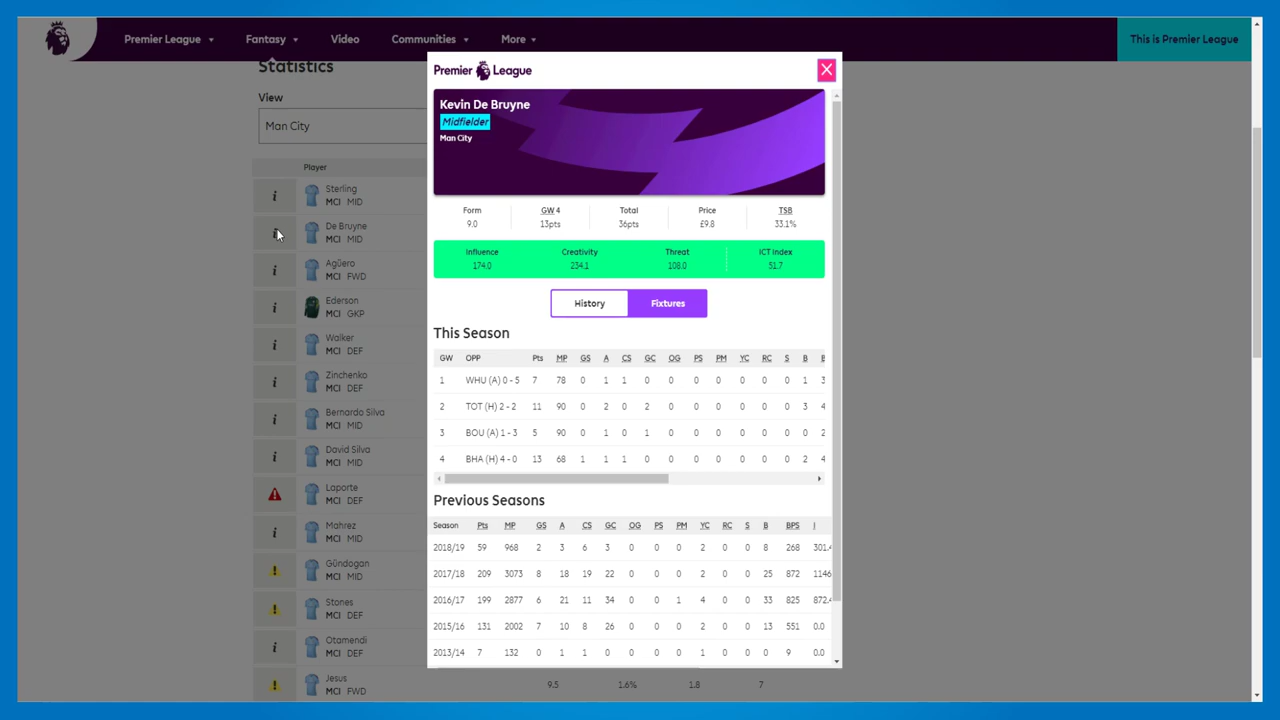 Premier League Fantasy Video Communities More This is Premier League
Statistics
View
Man City
Player
i Sterling
MCI MID
i De Bruyne
MCI MID
i Agüero
MCI FWD
i Ederson
MCI GKP
i Walker
MCI DEF
i Zinchenko
MCI DEF
i Bernardo Silva
MCI MID
i David Silva
MCI MID
Laporte
MCI DEF
i Mahrez
MCI MID
Gündogan
MCI MID
Stones
MCI DEF
i Otamendi
MCI DEF
Jesus
MCI FWD
9.5 1.6% 1.8 7
Premier League
X
Kevin De Bruyne
Midfielder
Man City
Form GW 4 Total Price TSB
9.0 13pts 36pts £9.8 33.1%
Influence Creativity Threat ICT Index
174.0 234.1 108.0 51.7
History Fixtures
This Season
GW OPP Pts MP GS A CS GC OG PS PM YC RC S B
1 WHU (A) 0 - 5 7 78 0 1 1 0 0 0 0 0 0 0 1 3
2 TOT (H) 2 - 2 11 90 0 2 0 2 0 0 0 0 0 0 3 4
3 BOU (A) 1 - 3 5 90 0 1 0 1 0 0 0 0 0 0 0 2
4 BHA (H) 4 - 0 13 68 1 1 1 0 0 0 0 0 0 0 2 4
Previous Seasons
Season Pts MP GS A CS GC OG PS PM YC RC S B BPS I
2018/19 59 968 2 3 6 3 0 0 0 2 0 0 8 268 301.4
2017/18 209 3073 8 18 19 22 0 0 0 2 0 0 25 872 1146
2016/17 199 2877 6 21 11 34 0 0 1 4 0 0 33 825 872.4
2015/16 131 2002 7 10 8 26 0 0 0 2 0 0 13 551 0.0
2013/14 7 132 0 1 1 0 0 0 0 1 0 0 0 9 0.0